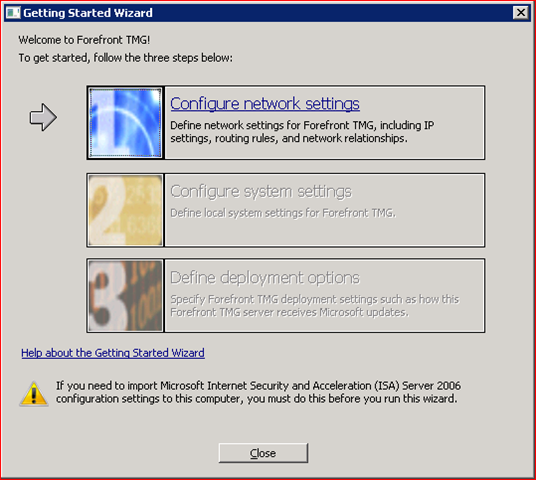 Getting Started Wizard
Welcome to Forefront TMG!
To get started, follow the three steps below:
1
Configure network settings
Define network settings for Forefront TMG, including IP
settings, routing rules, and network relationships.
2
Configure system settings
Define local system settings for Forefront TMG.
3
Define deployment options
Specify Forefront TMG deployment settings such as how this
Forefront TMG server receives Microsoft updates.
Help about the Getting Started Wizard
If you need to import Microsoft Internet Security and Acceleration (ISA) Server 2006
configuration settings to this computer, you must do this before you run this wizard.
Close